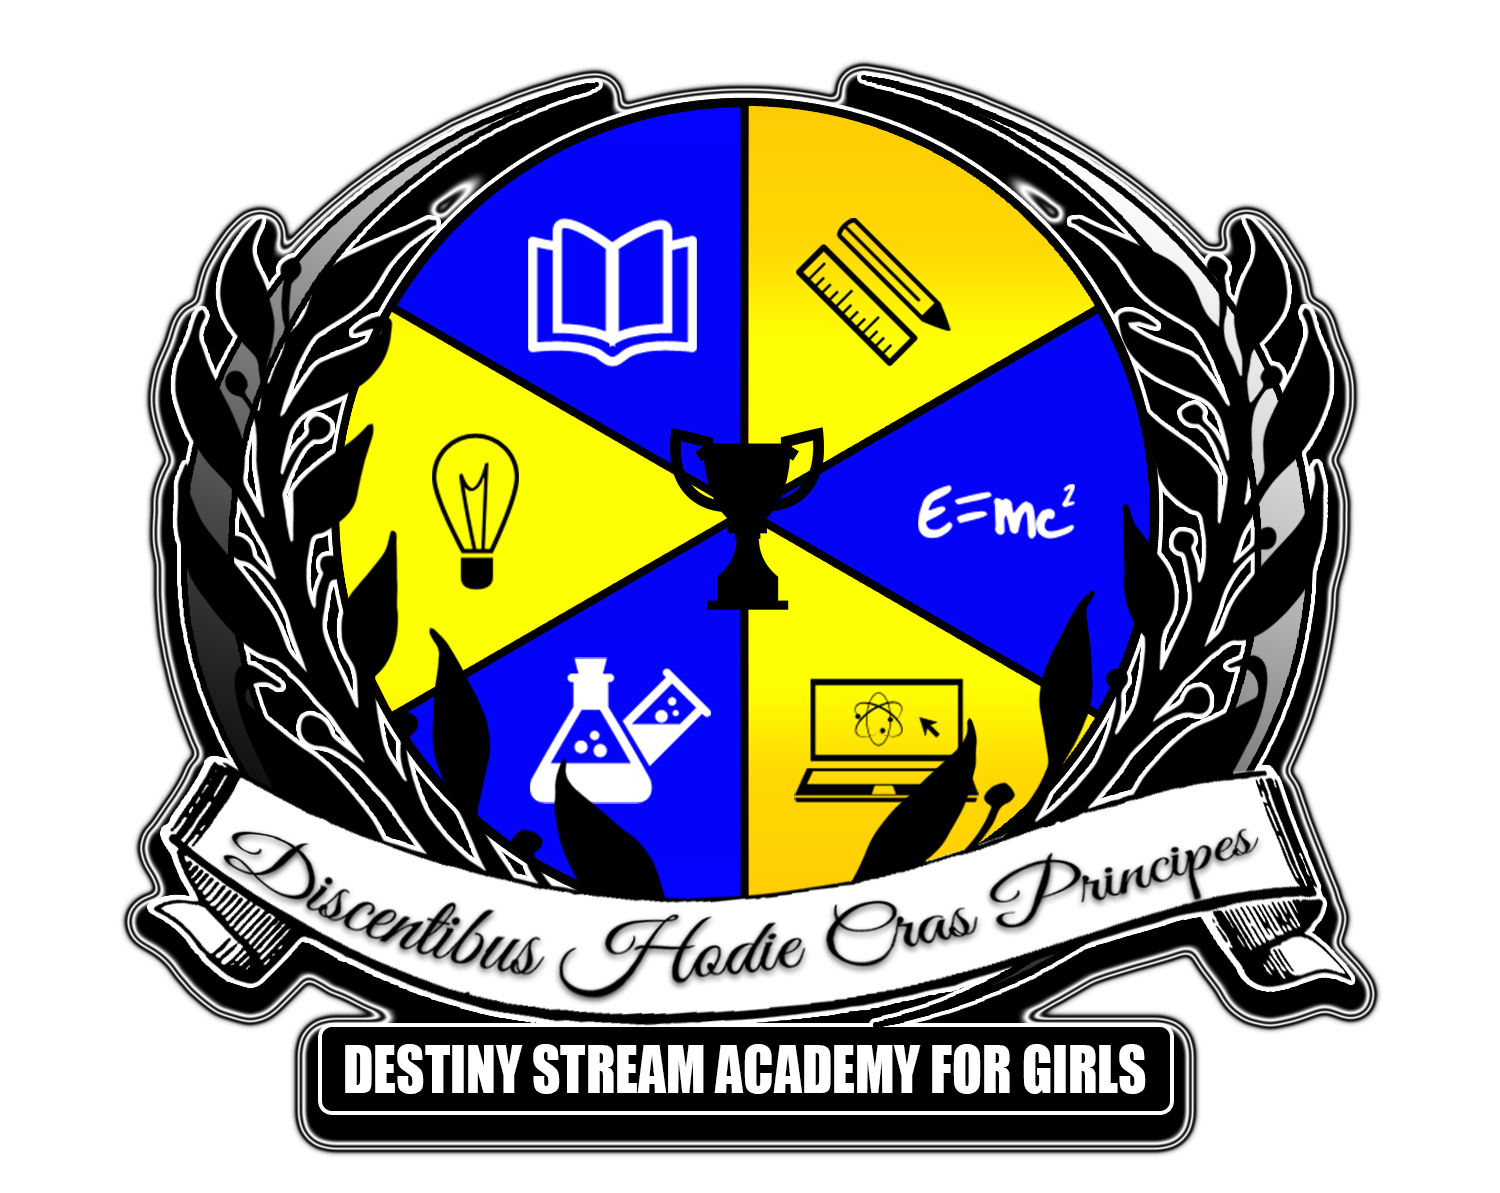 E=mc²
Discentibus Hodie Cras Principes
DESTINY STREAM ACADEMY FOR GIRLS